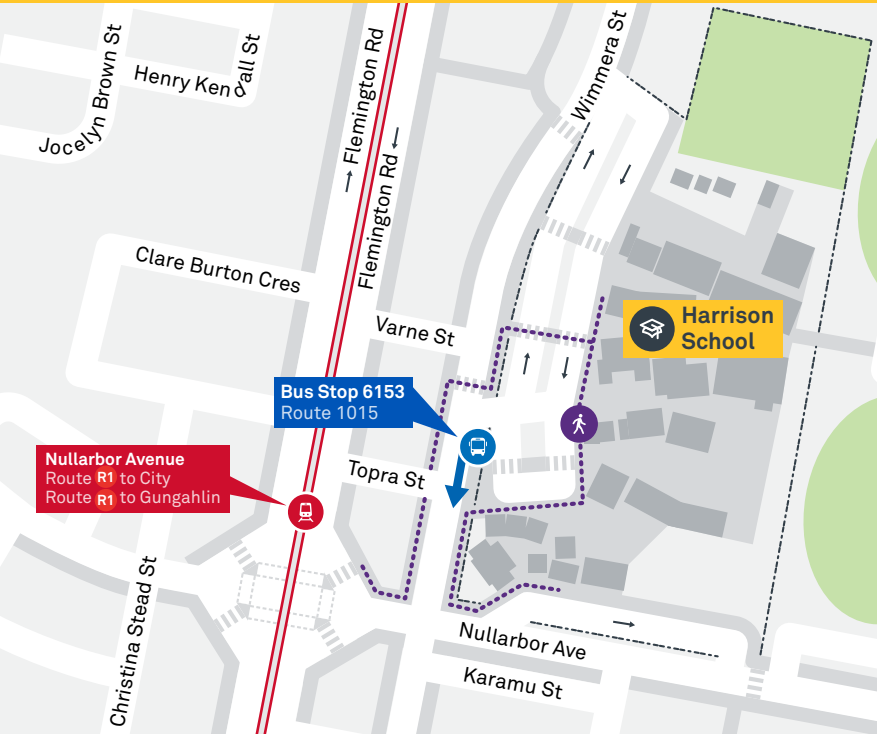 Jocelyn Brown St
Henry Kendall St
Flemington Rd
Flemington Rd
Wimmera St
Clare Burton Cres
Varne St
Harrison
School
Bus Stop 6153
Route 1015
Topra St
Nullarbor Avenue
Route R1 to City
Route R1 to Gungahlin
Christina Stead St
Nullarbor Ave
Karamu St